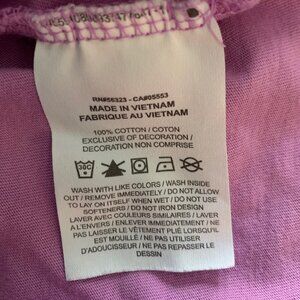 RN#56323 - CA#05553
MADE IN VIETNAM
FABRIQUE AU VIETNAM
100% COTTON / COTON
EXCLUSIVE OF DECORATION /
DECORATION NON COMPRISE
30C
WASH WITH LIKE COLORS / WASH INSIDE
OUT / REMOVE IMMEDIATELY / DO NOT ALLOW
TO LAY ON ITSELF WHEN WET / DO NOT USE
SOFTENERS / DO NOT IRON DESIGN
LAVER AVEC COULEURS SIMILAIRES / LAVER
A L'ENVERS / ENLEVER IMMEDIATEMENT / NE
PAS LAISSER LE VÊTEMENT PLIÉ LORSQU'IL
EST MOUILLÉ / NE PAS UTILISER
D'ADOUCISSEUR / NE PAS REPASSER LE
DESSIN